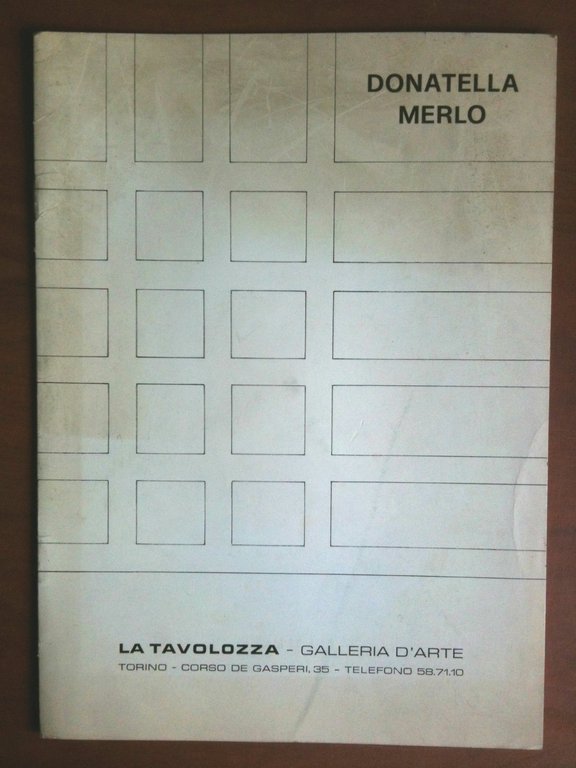 DONATELLA
MERLO
LA TAVOLOZZA - GALLERIA D'ARTE
TORINO - CORSO DE GASPERI, 35 - TELEFONO 58.71.10